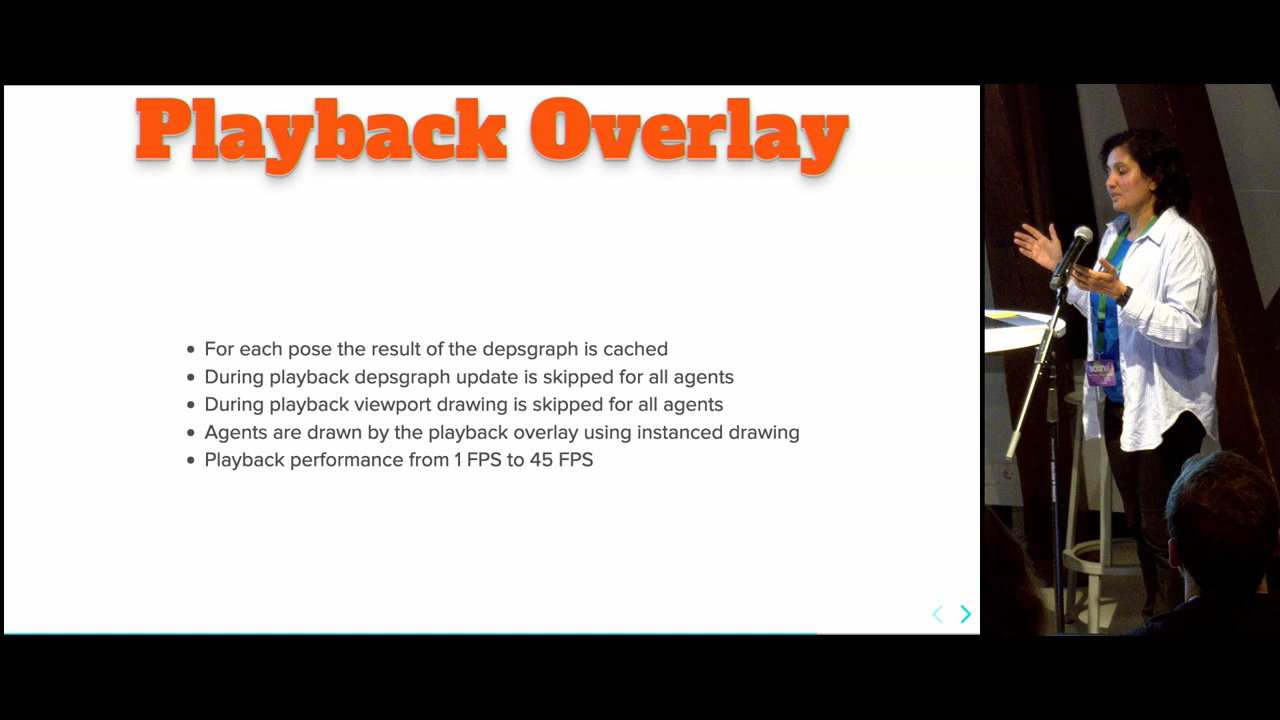 Playback Overlay
For each pose the result of the depsgraph is cached
During playback depsgraph update is skipped for all agents
During playback viewport drawing is skipped for all agents
Agents are drawn by the playback overlay using instanced drawing
Playback performance from 1 FPS to 45 FPS